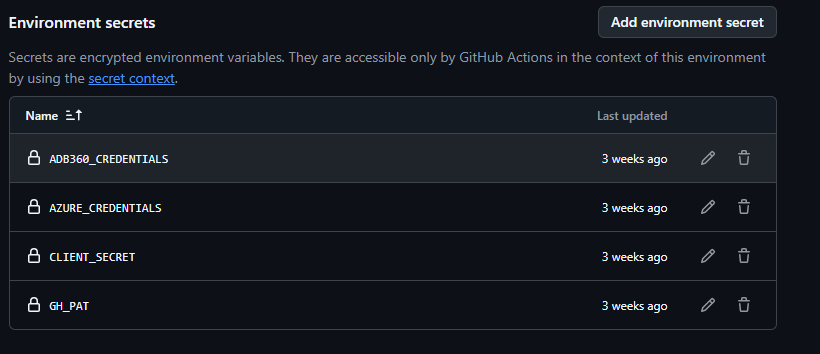 Environment secrets
Add environment secret
Secrets are encrypted environment variables. They are accessible only by GitHub Actions in the context of this environment
by using the secret context.
Name
Last updated
ADB360_CREDENTIALS
3 weeks ago
AZURE_CREDENTIALS
3 weeks ago
CLIENT_SECRET
3 weeks ago
GH_PAT
3 weeks ago